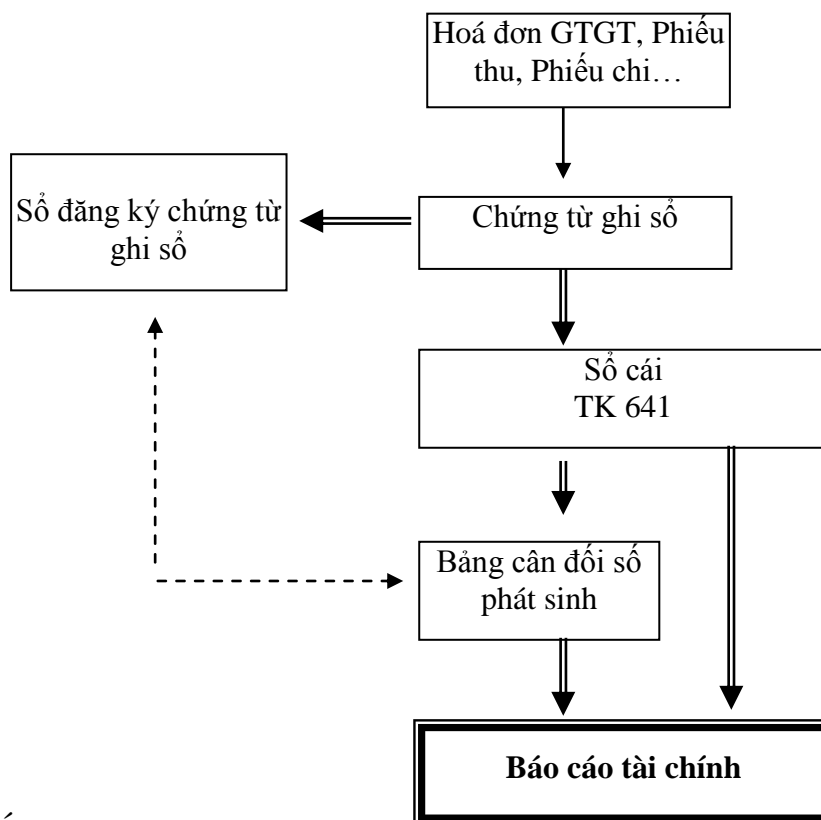 Hoá đơn GTGT, Phiếu
thu, Phiếu chi…
Sổ đăng ký chứng từ
ghi sổ
Chứng từ ghi sổ
Sổ cái
TK 641
Bảng cân đối số
phát sinh
Báo cáo tài chính